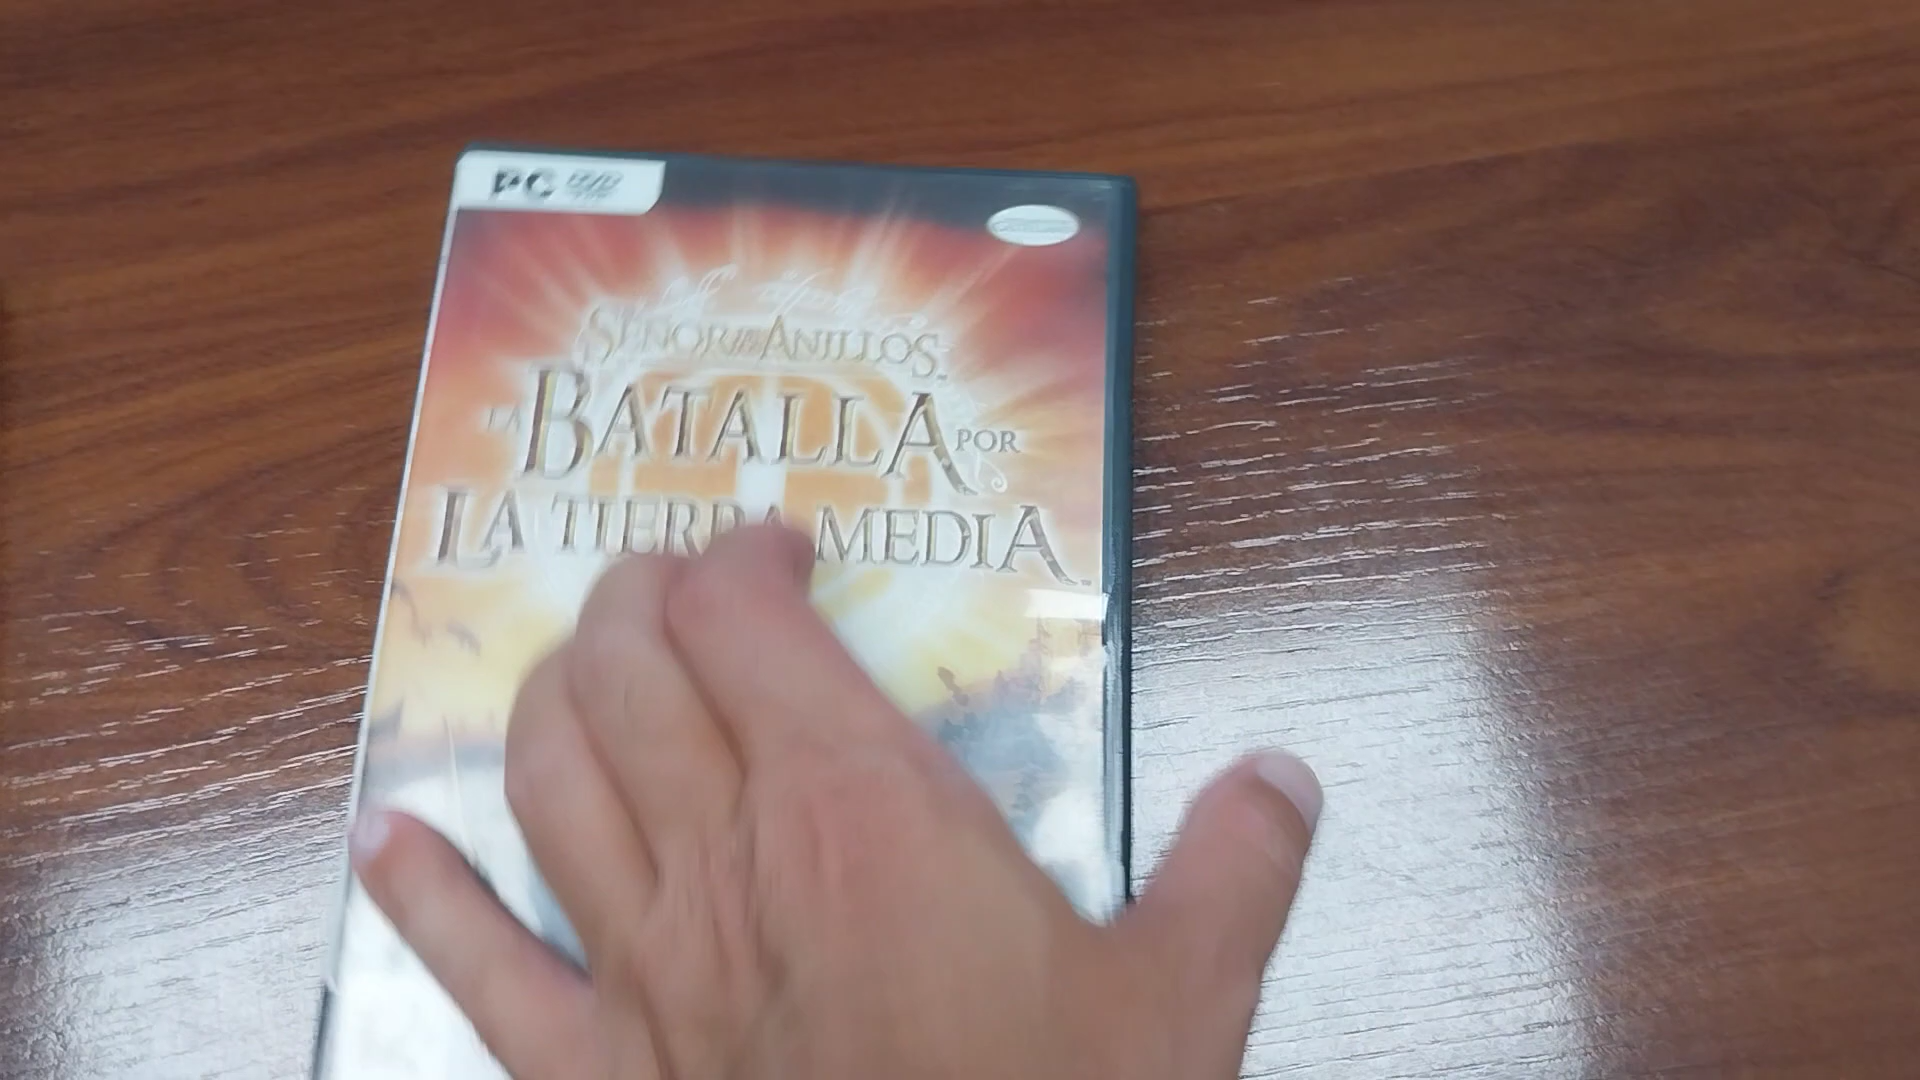 PC DVD
SEÑOR DE LOS ANILLOS
LA BATALLA POR
LA TIERRA MEDIA